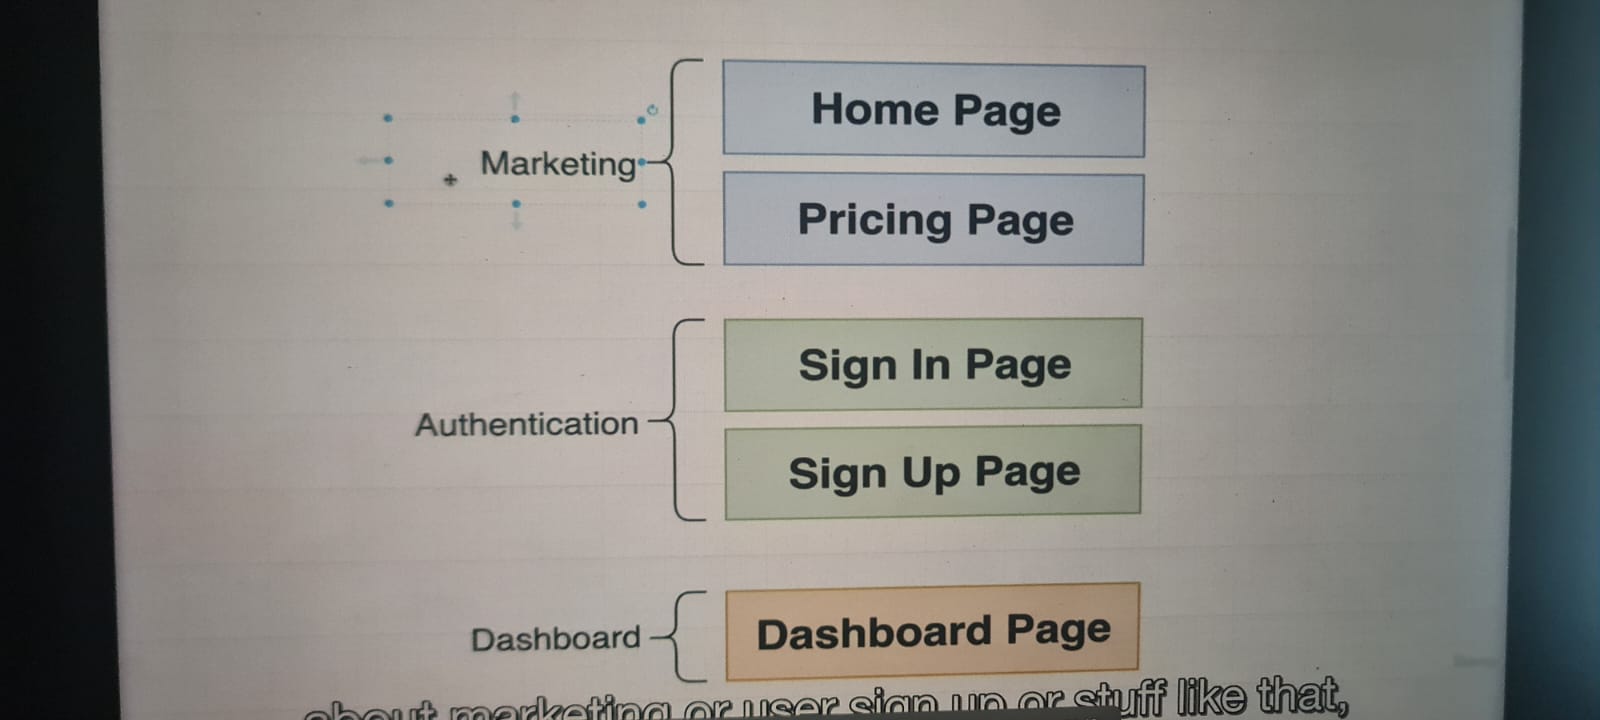 Home Page
Marketing
Pricing Page
Sign In Page
Authentication
Sign Up Page
Dashboard
Dashboard Page
about marketing or user sign up or stuff like that,